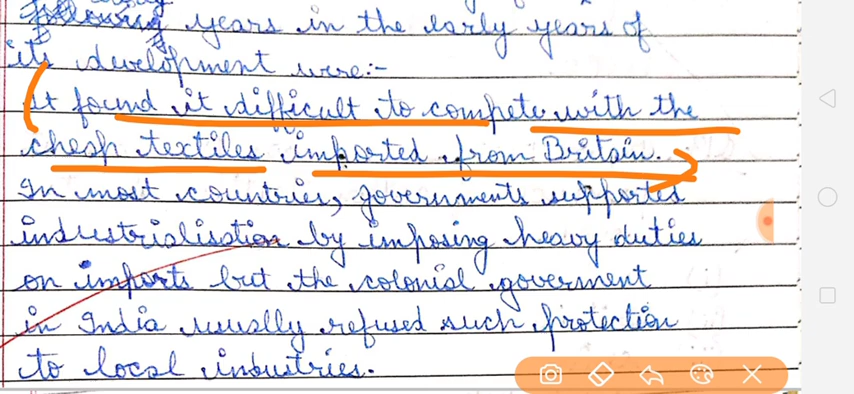 following years in the early years of
its development were:-
It found it difficult to compete with the
cheap textiles imported from Britain.
In most countries, governments supported
industrialisation by imposing heavy duties
on imports but the colonial goverment
in India usually refused such protection
to local industries.